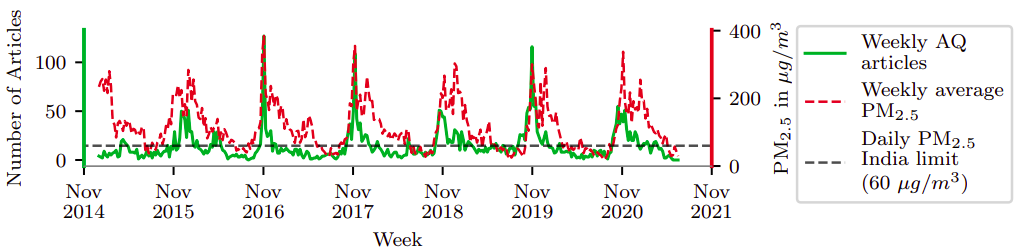 Number of Articles
100
50
0
Nov
2014
Nov
2015
Nov
2016
Nov
2017
Nov
2018
Nov
2019
Nov
2020
Nov
2021
Week
400
200
0
PM₂.₅ in μg/m³
Weekly AQ
articles
Weekly average
PM₂.₅
Daily PM₂.₅
India limit
(60 μg/m³)